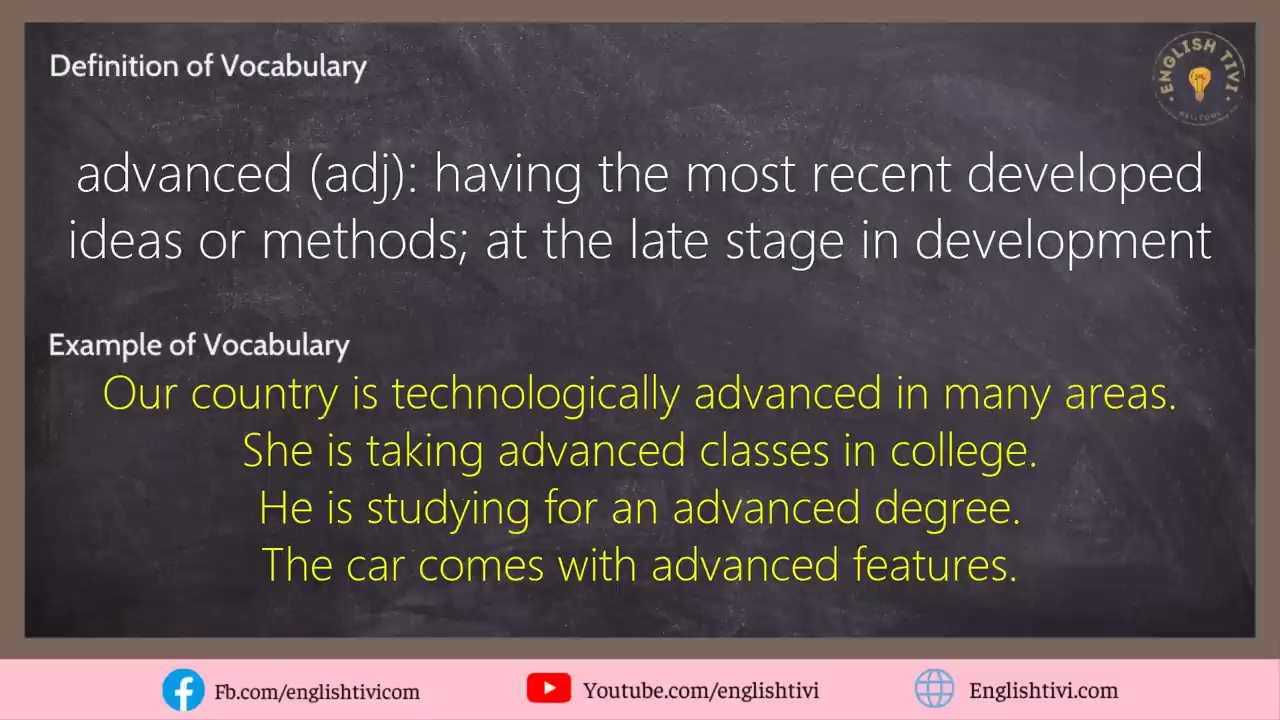 Definition of Vocabulary
ENGLISH TIVI
advanced (adj): having the most recent developed
ideas or methods; at the late stage in development
Example of Vocabulary
Our country is technologically advanced in many areas.
She is taking advanced classes in college.
He is studying for an advanced degree.
The car comes with advanced features.
Fb.com/englishtivicom
Youtube.com/englishtivi
Englishtivi.com